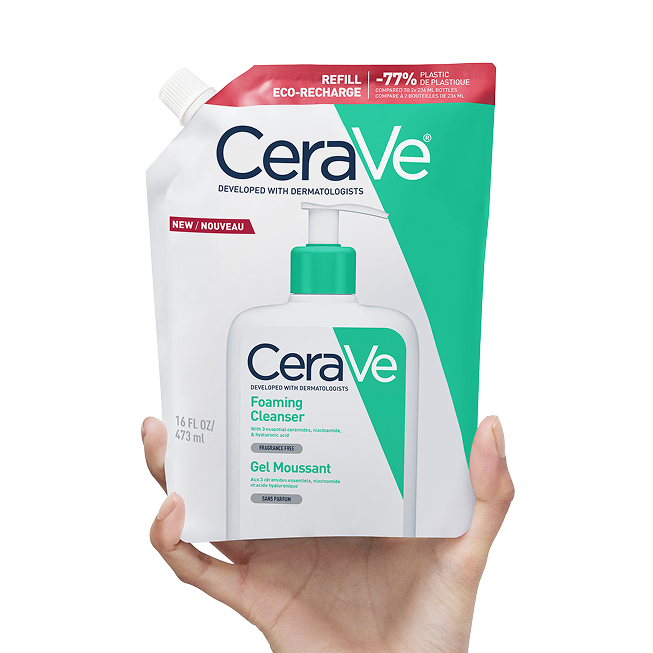 REFILL
ECO-RECHARGE
-77% PLASTIC
DE PLASTIQUE
COMPARED TO 2x 236 ML BOTTLES
COMPARÉ À 2 BOUTEILLES DE 236 ML
CeraVe®
DEVELOPED WITH DERMATOLOGISTS
NEW / NOUVEAU
CeraVe
DEVELOPED WITH DERMATOLOGISTS
Foaming
Cleanser
With 3 essential ceramides, niacinamide,
& hyaluronic acid
FRAGRANCE FREE
Gel Moussant
Aux 3 céramides essentiels, niacinamide
et acide hyaluronique
SANS PARFUM
16 FL OZ/
473 ml